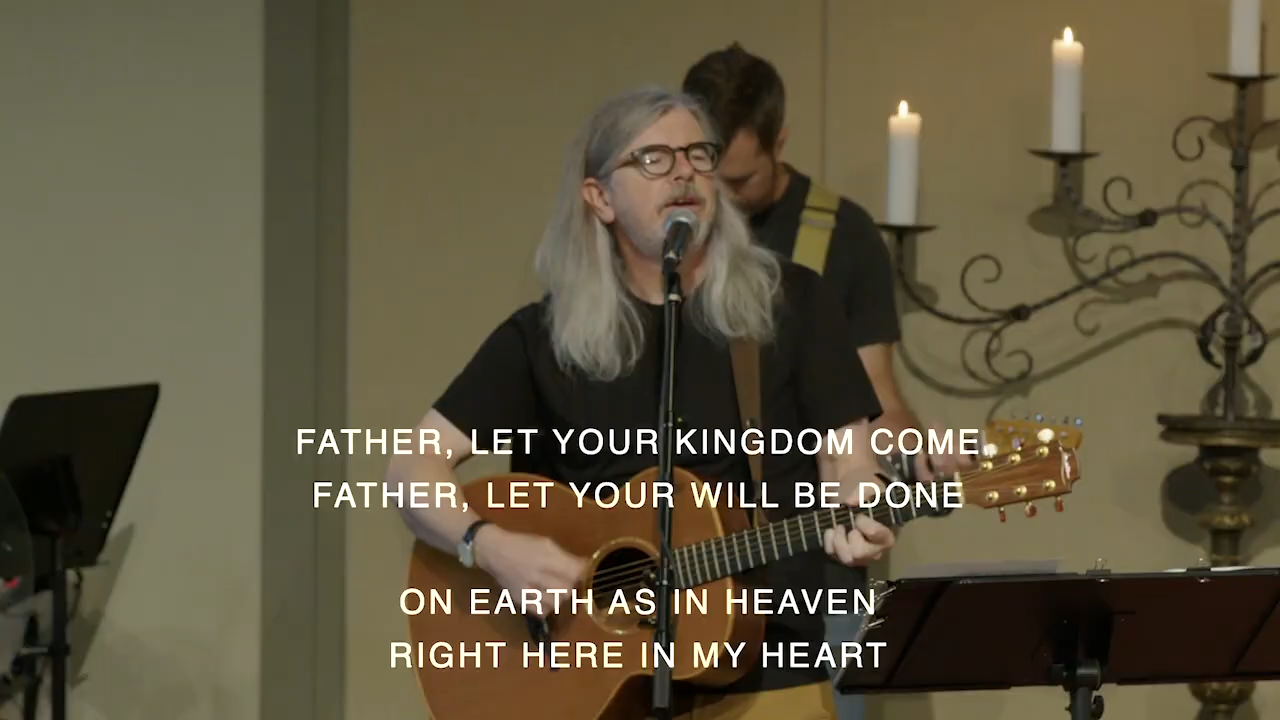 FATHER, LET YOUR KINGDOM COME
FATHER, LET YOUR WILL BE DONE
ON EARTH AS IN HEAVEN
RIGHT HERE IN MY HEART